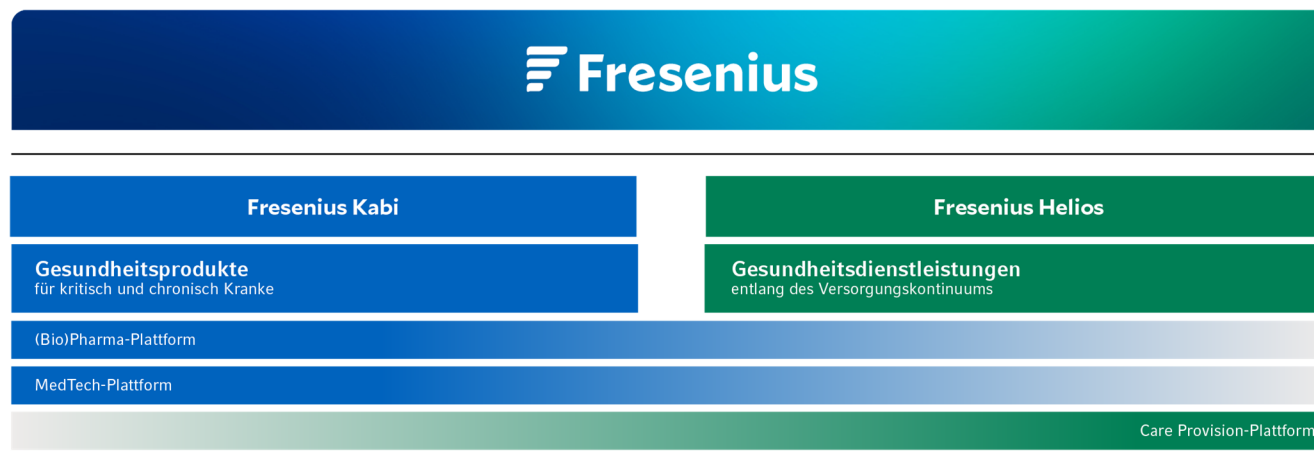 Fresenius
Fresenius Kabi
Fresenius Helios
Gesundheitsprodukte
für kritisch und chronisch Kranke
Gesundheitsdienstleistungen
entlang des Versorgungskontinuums
(Bio)Pharma-Plattform
MedTech-Plattform
Care Provision-Plattform